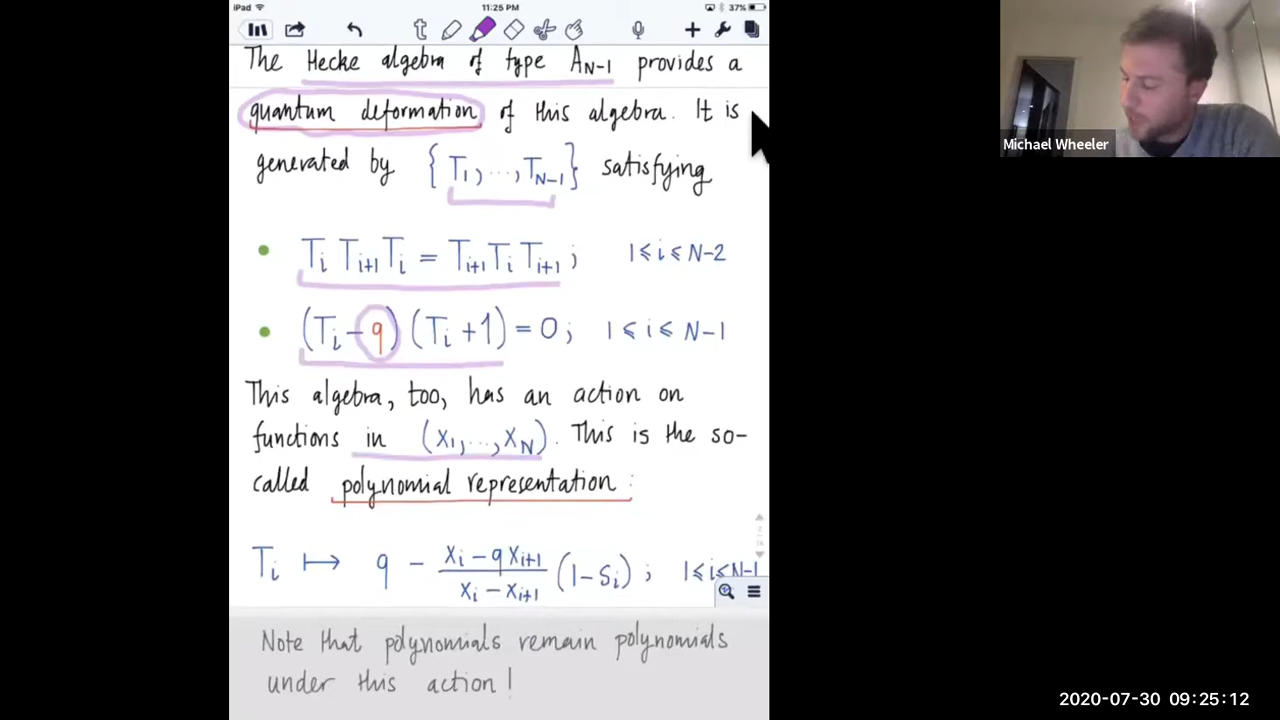 iPad 11:25 PM 37%
The Hecke algebra of type A_{N-1} provides a
quantum deformation of this algebra. It is
generated by {T_1, ..., T_{N-1}} satisfying
• T_i T_{i+1} T_i = T_{i+1} T_i T_{i+1} ; 1 ≤ i ≤ N-2
• (T_i - q) (T_i + 1) = 0 ; 1 ≤ i ≤ N-1
This algebra, too, has an action on
functions in (x_1, ..., x_N). This is the so-
called polynomial representation :
T_i ↦ q - \frac{x_i - q x_{i+1}}{x_i - x_{i+1}} (1 - s_i) ; 1 ≤ i ≤ N-1
Note that polynomials remain polynomials
under this action !
Michael Wheeler
2020-07-30 09:25:12